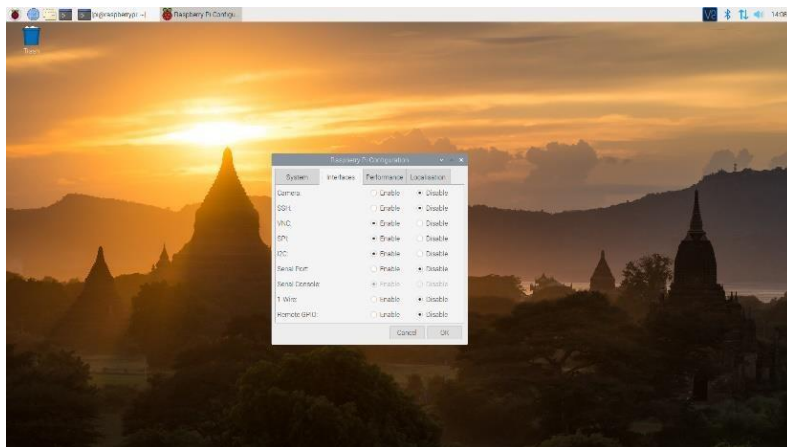 pi@raspberrypi: ~
Raspberry Pi Configu...
14:08
Trash
Raspberry Pi Configuration
System Interfaces Performance Localisation
Camera: Enable Disable
SSH: Enable Disable
VNC: Enable Disable
SPI: Enable Disable
I2C: Enable Disable
Serial Port: Enable Disable
Serial Console: Enable Disable
1-Wire: Enable Disable
Remote GPIO: Enable Disable
Cancel OK